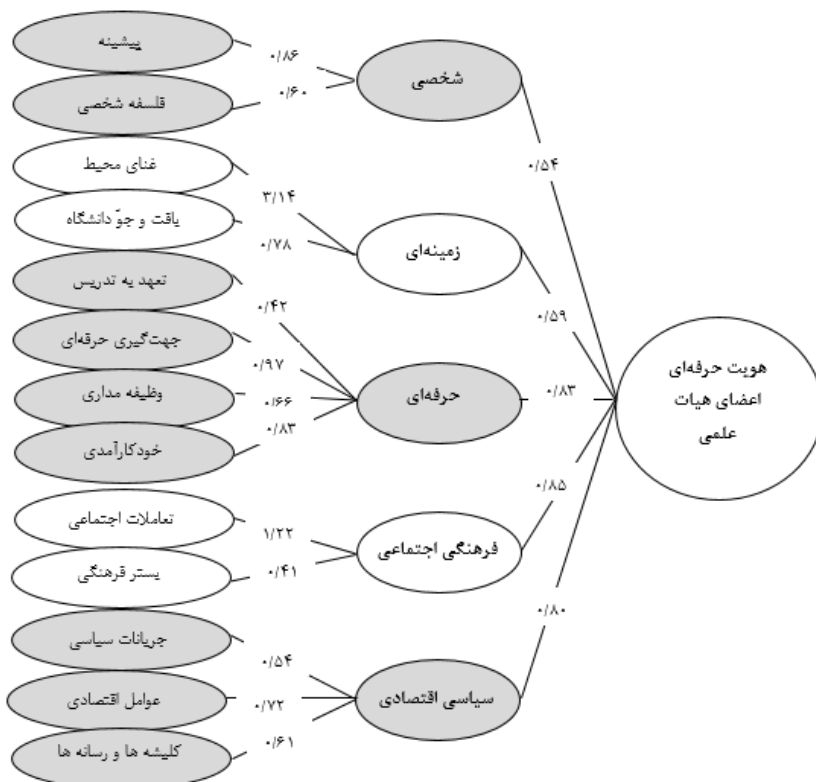 پیشینه
۰/۸۶
فلسفه شخصی
۰/۶۰
شخصی
۰/۵۴
غنای محیط
۳/۱۴
یافت و جوّ دانشگاه
۰/۷۸
زمینه‌ای
۰/۵۹
تعهد به تدریس
۰/۴۲
جهت‌گیری حرفه‌ای
۰/۹۷
وظیفه مداری
۰/۶۶
خودکارآمدی
۰/۸۳
حرفه‌ای
۰/۸۳
هویت حرفه‌ای
اعضای هیات
علمی
تعاملات اجتماعی
۱/۲۲
بستر فرهنگی
۰/۴۱
فرهنگی اجتماعی
۰/۸۵
جریانات سیاسی
۰/۵۴
عوامل اقتصادی
۰/۷۲
کلیشه ها و رسانه ها
۰/۶۱
سیاسی اقتصادی
۰/۸۰